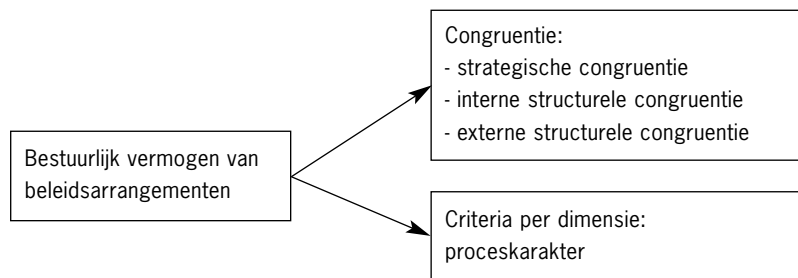 Congruentie:
- strategische congruentie
- interne structurele congruentie
- externe structurele congruentie
Bestuurlijk vermogen van
beleidsarrangementen
Criteria per dimensie:
proceskarakter